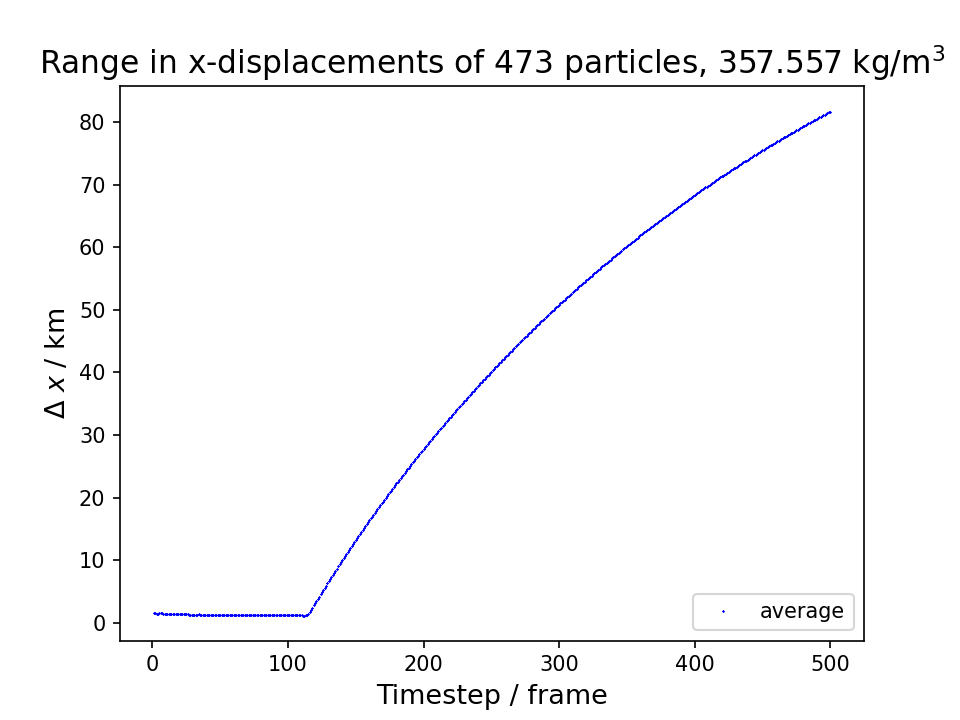 Range in x-displacements of 473 particles, 357.557 kg/m³
80
70
60
50
40
30
20
10
0
Δ x / km
average
0 100 200 300 400 500
Timestep / frame